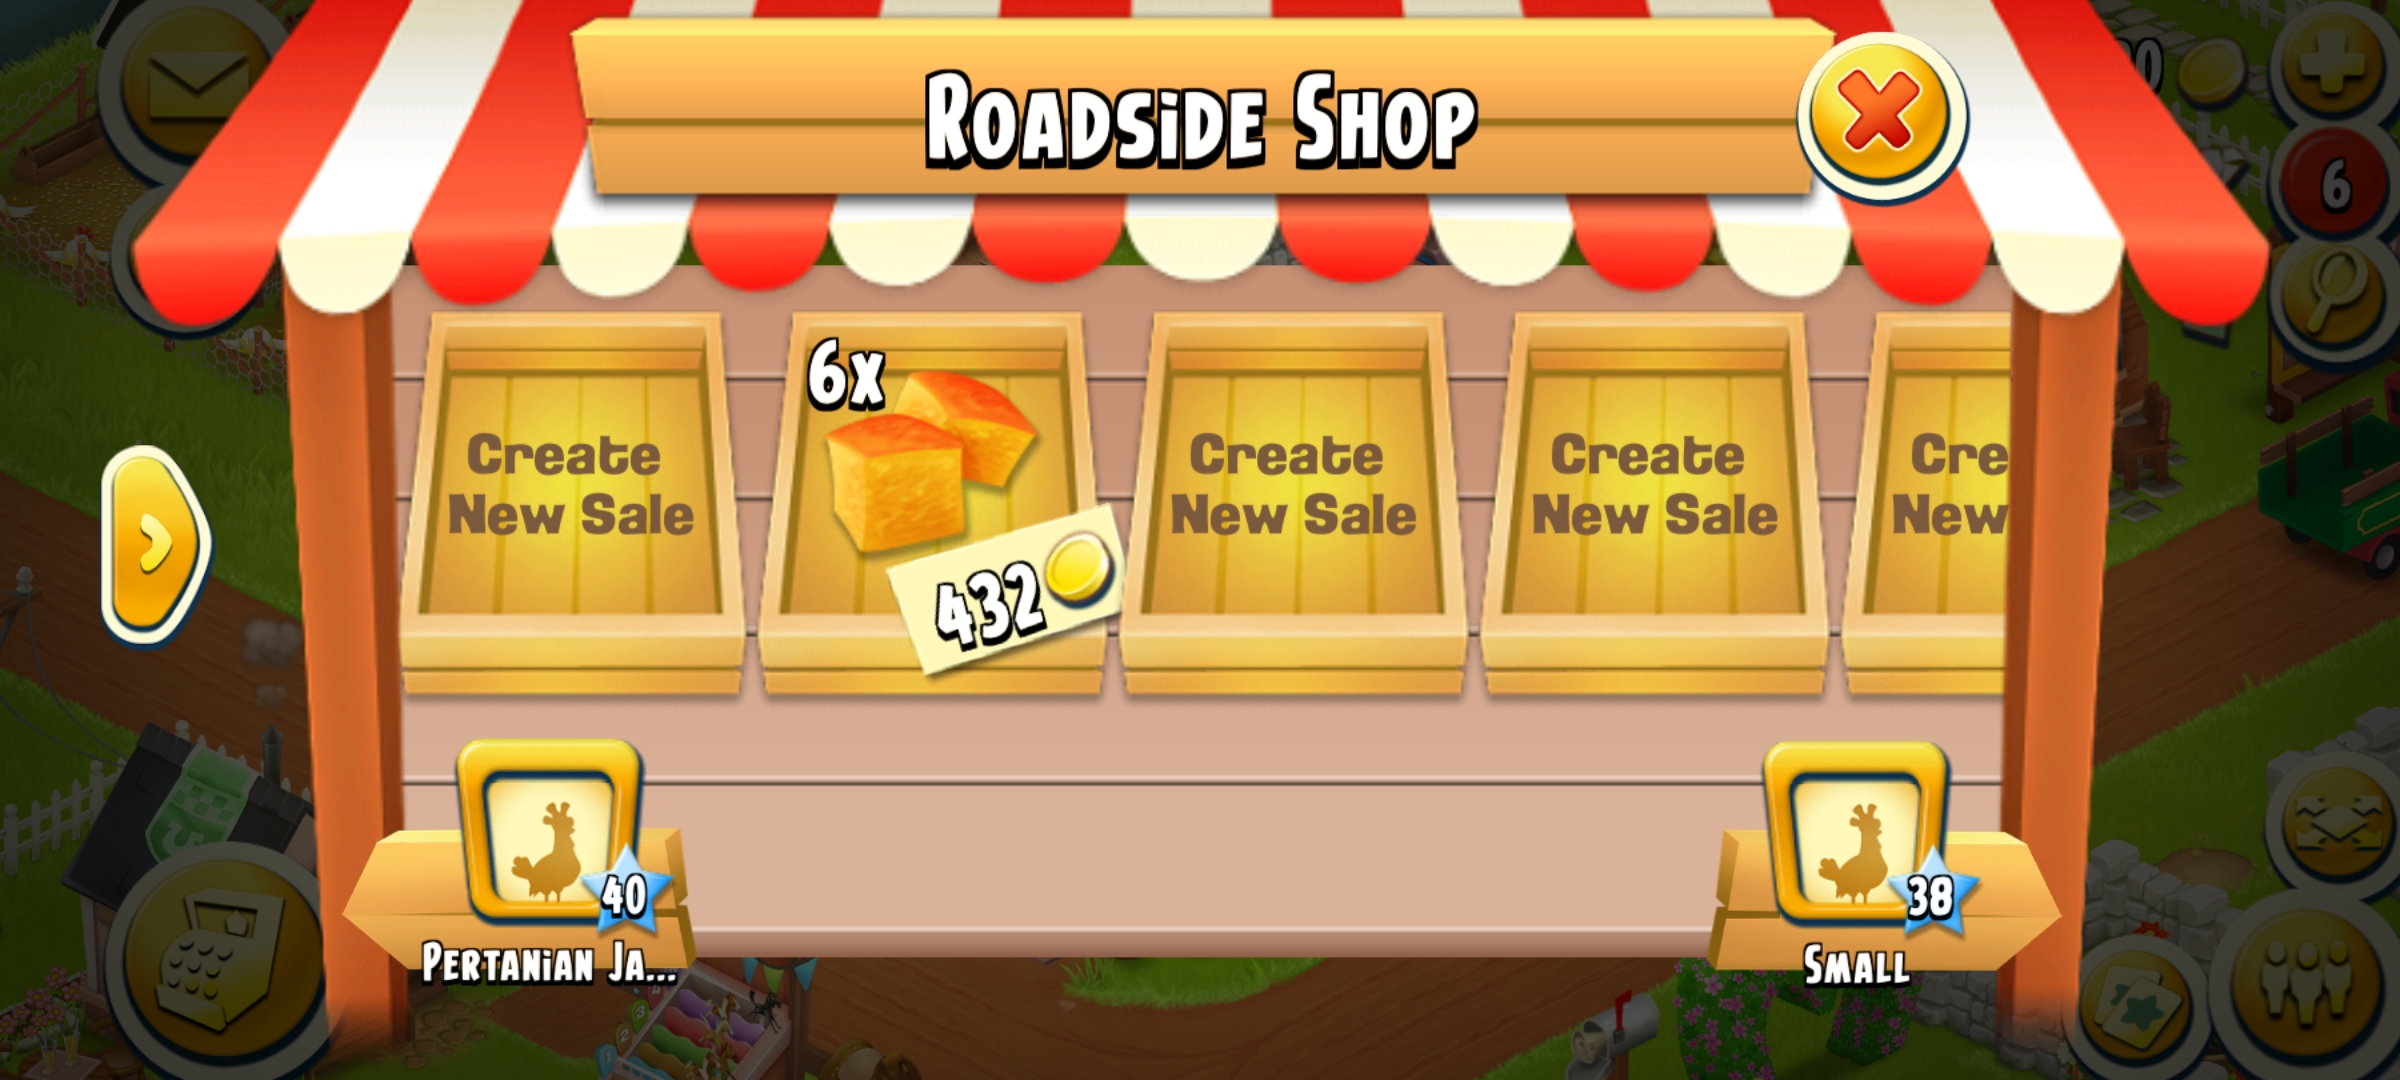 Roadside Shop
6
6x
Create
New Sale
432
Create
New Sale
Create
New Sale
Cre
New
40
Pertanian Ja...
38
Small